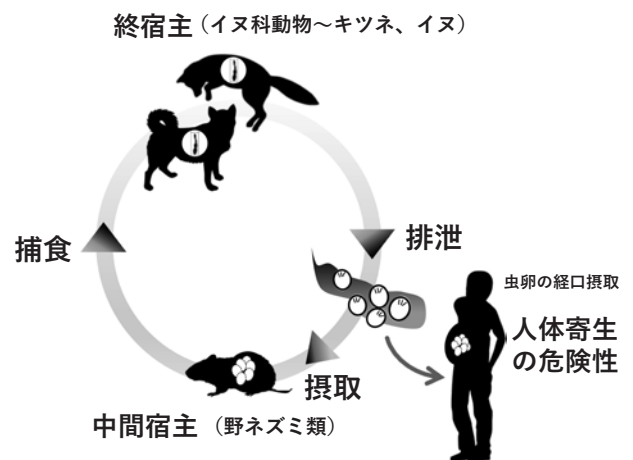 終宿主（イヌ科動物～キツネ、イヌ）
捕食
排泄
虫卵の経口摂取
人体寄生
の危険性
摂取
中間宿主（野ネズミ類）